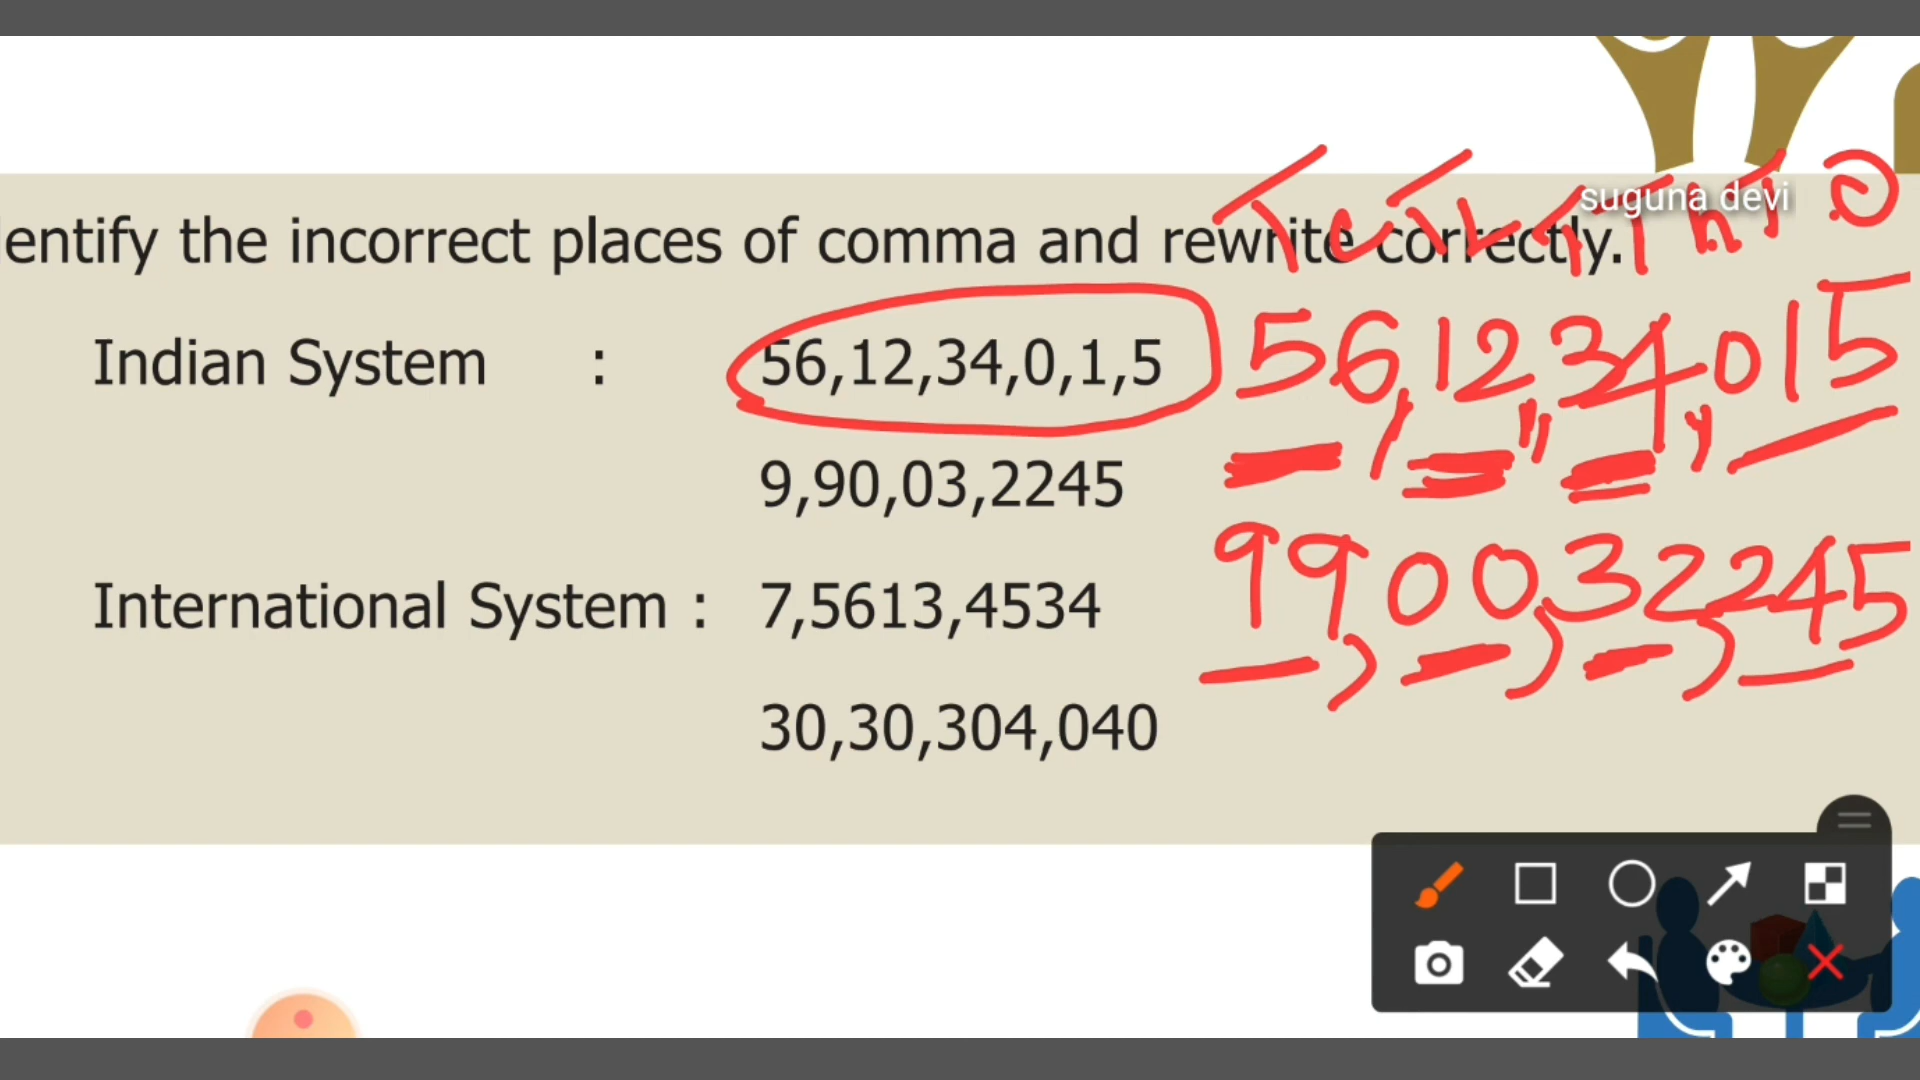 suguna devi
entify the incorrect places of comma and rewrite correctly.
Indian System : 56,12,34,0,1,5 56,12,34,015
9,90,03,2245
99,00,32,245
International System : 7,5613,4534
30,30,304,040